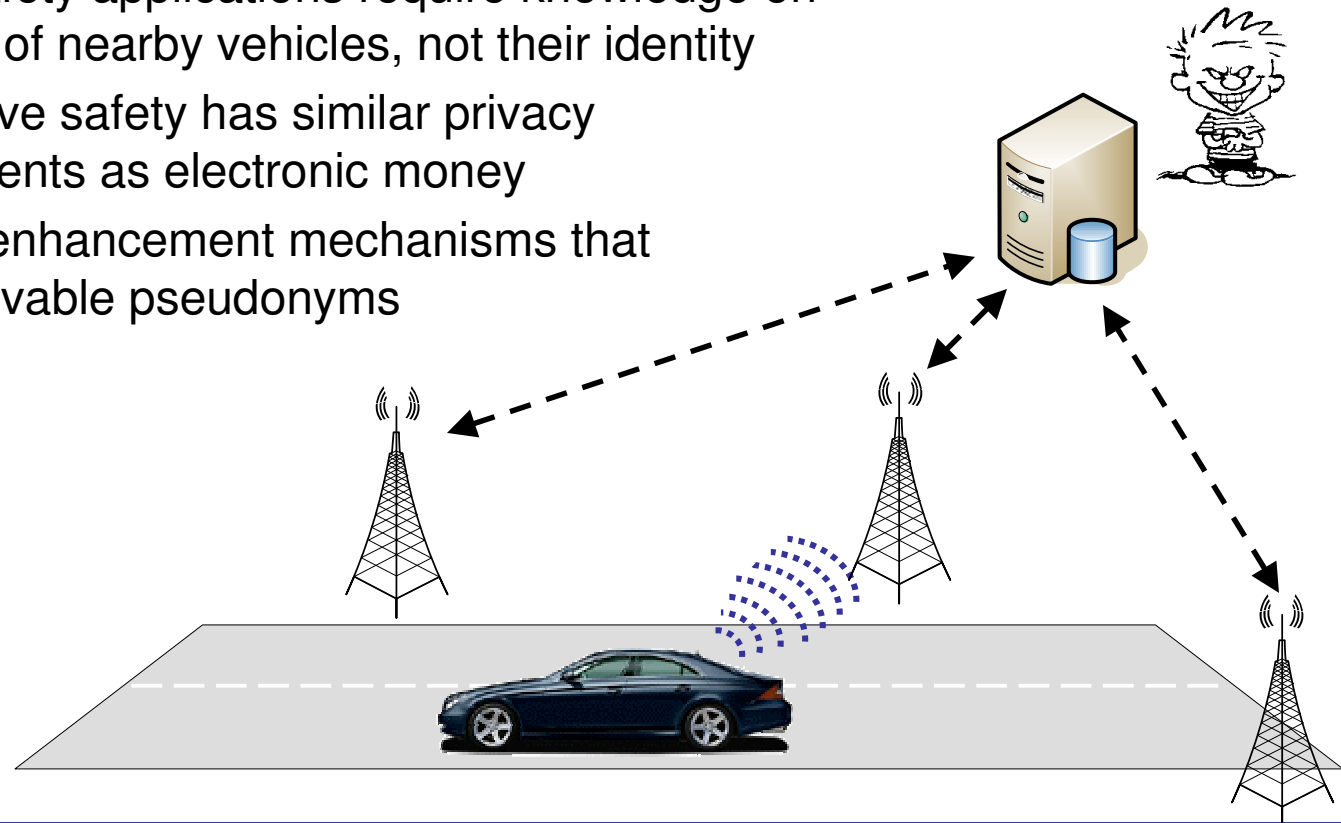 of nearby vehicles, not their identity
ve safety has similar privacy
ents as electronic money
enhancement mechanisms that
vable pseudonyms